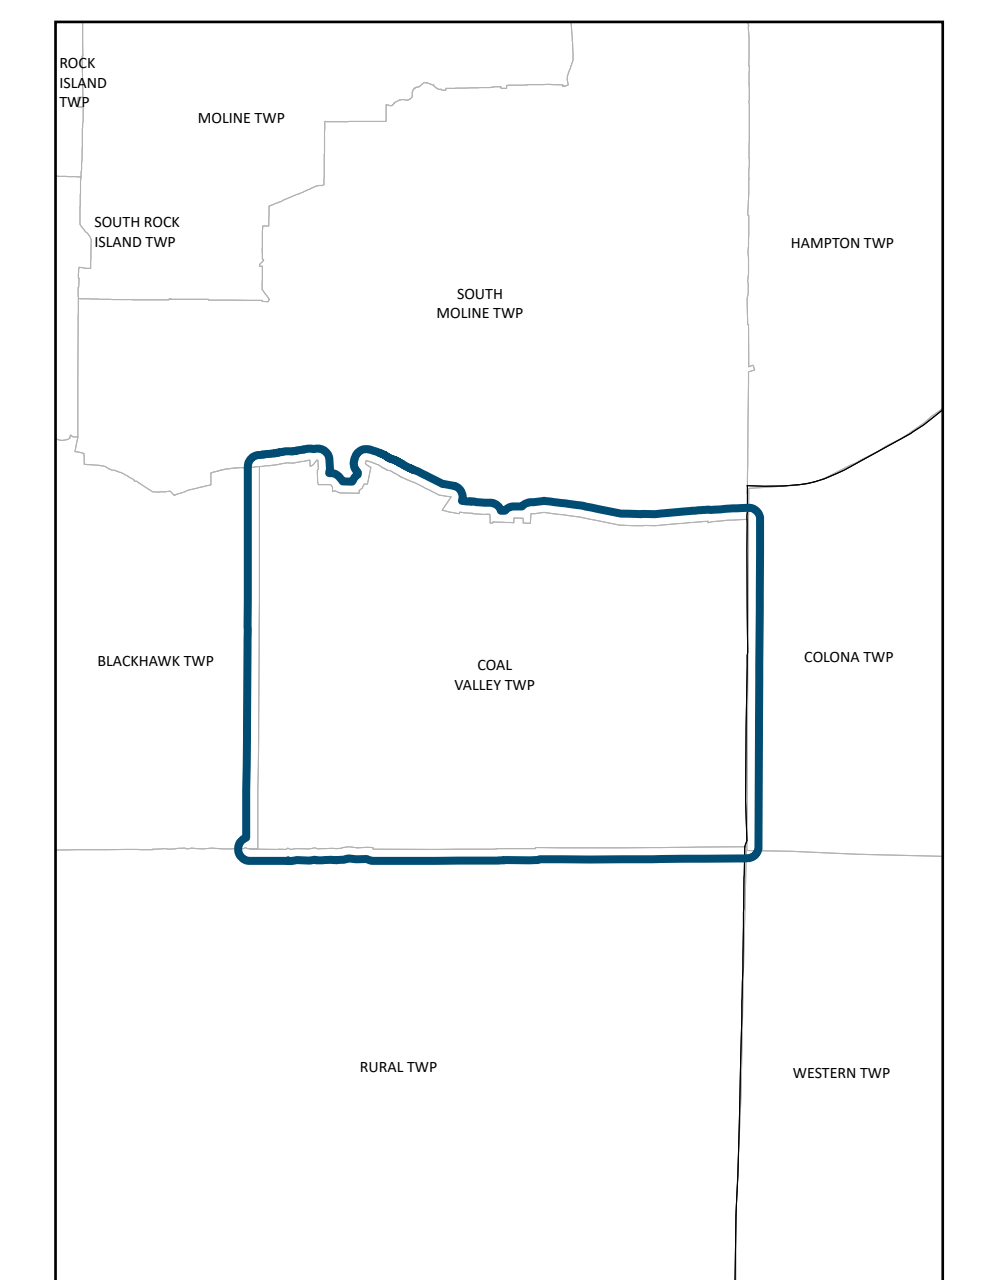 ROCK
ISLAND
TWP
MOLINE TWP
SOUTH ROCK
ISLAND TWP
HAMPTON TWP
SOUTH
MOLINE TWP
BLACKHAWK TWP
COAL
VALLEY TWP
COLONA TWP
RURAL TWP
WESTERN TWP